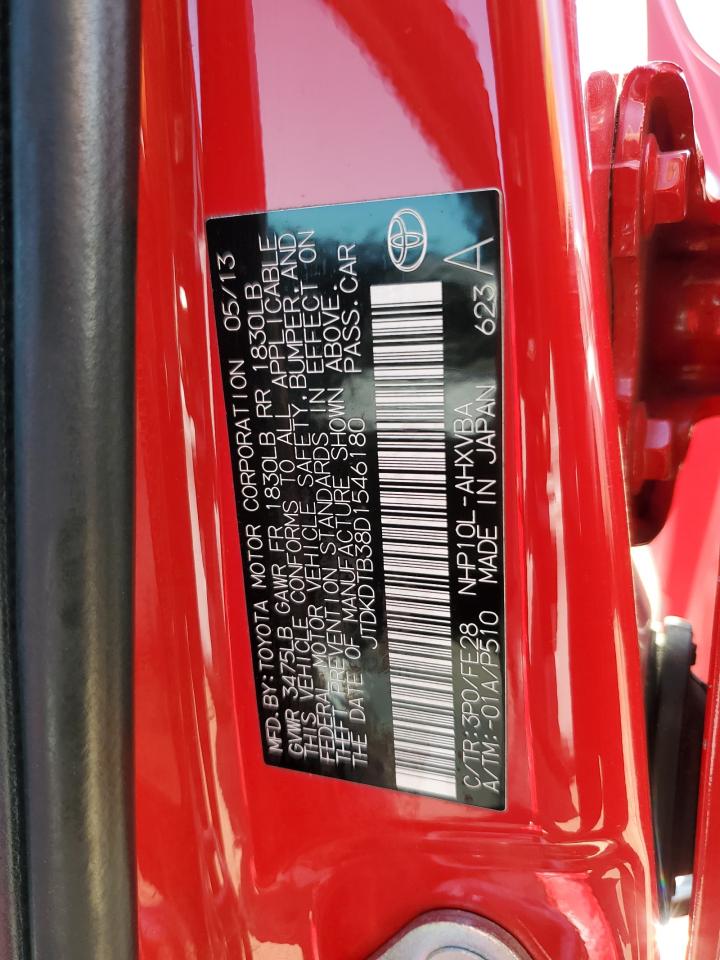 MFD.BY:TOYOTA MOTOR CORPORATION 05/13
GVWR 3475LB GAWR FR 1830LB RR 1830LB
THIS VEHICLE CONFORMS TO ALL APPLICABLE
FEDERAL MOTOR VEHICLE SAFETY,BUMPER,AND
THEFT PREVENTION STANDARDS IN EFFECT ON
THE DATE OF MANUFACTURE SHOWN ABOVE.
JTDKDTB38D1546180 PASS.CAR
C/TR:3P0/FE28 NHP10L-AHXVBA 623A
A/TM:-01A/P510 MADE IN JAPAN